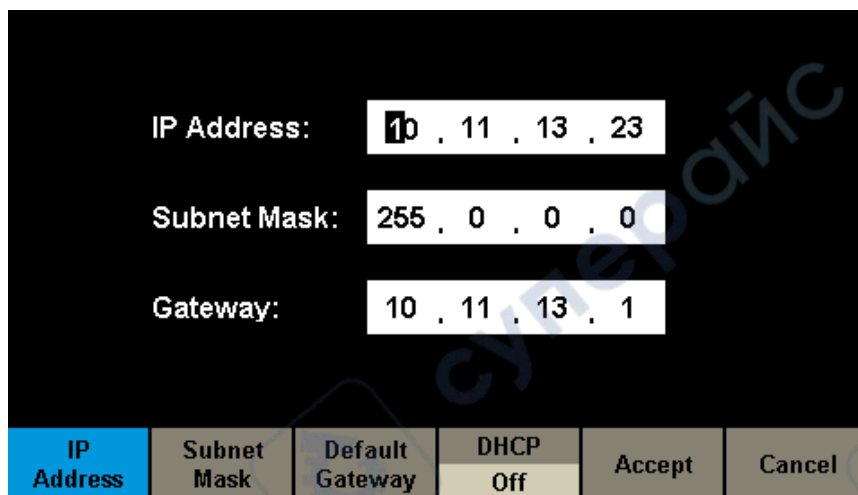 IP Address: 10 . 11 . 13 . 23
Subnet Mask: 255 . 0 . 0 . 0
Gateway: 10 . 11 . 13 . 1
IP Address
Subnet Mask
Default Gateway
DHCP
Off
Accept
Cancel
суперайс